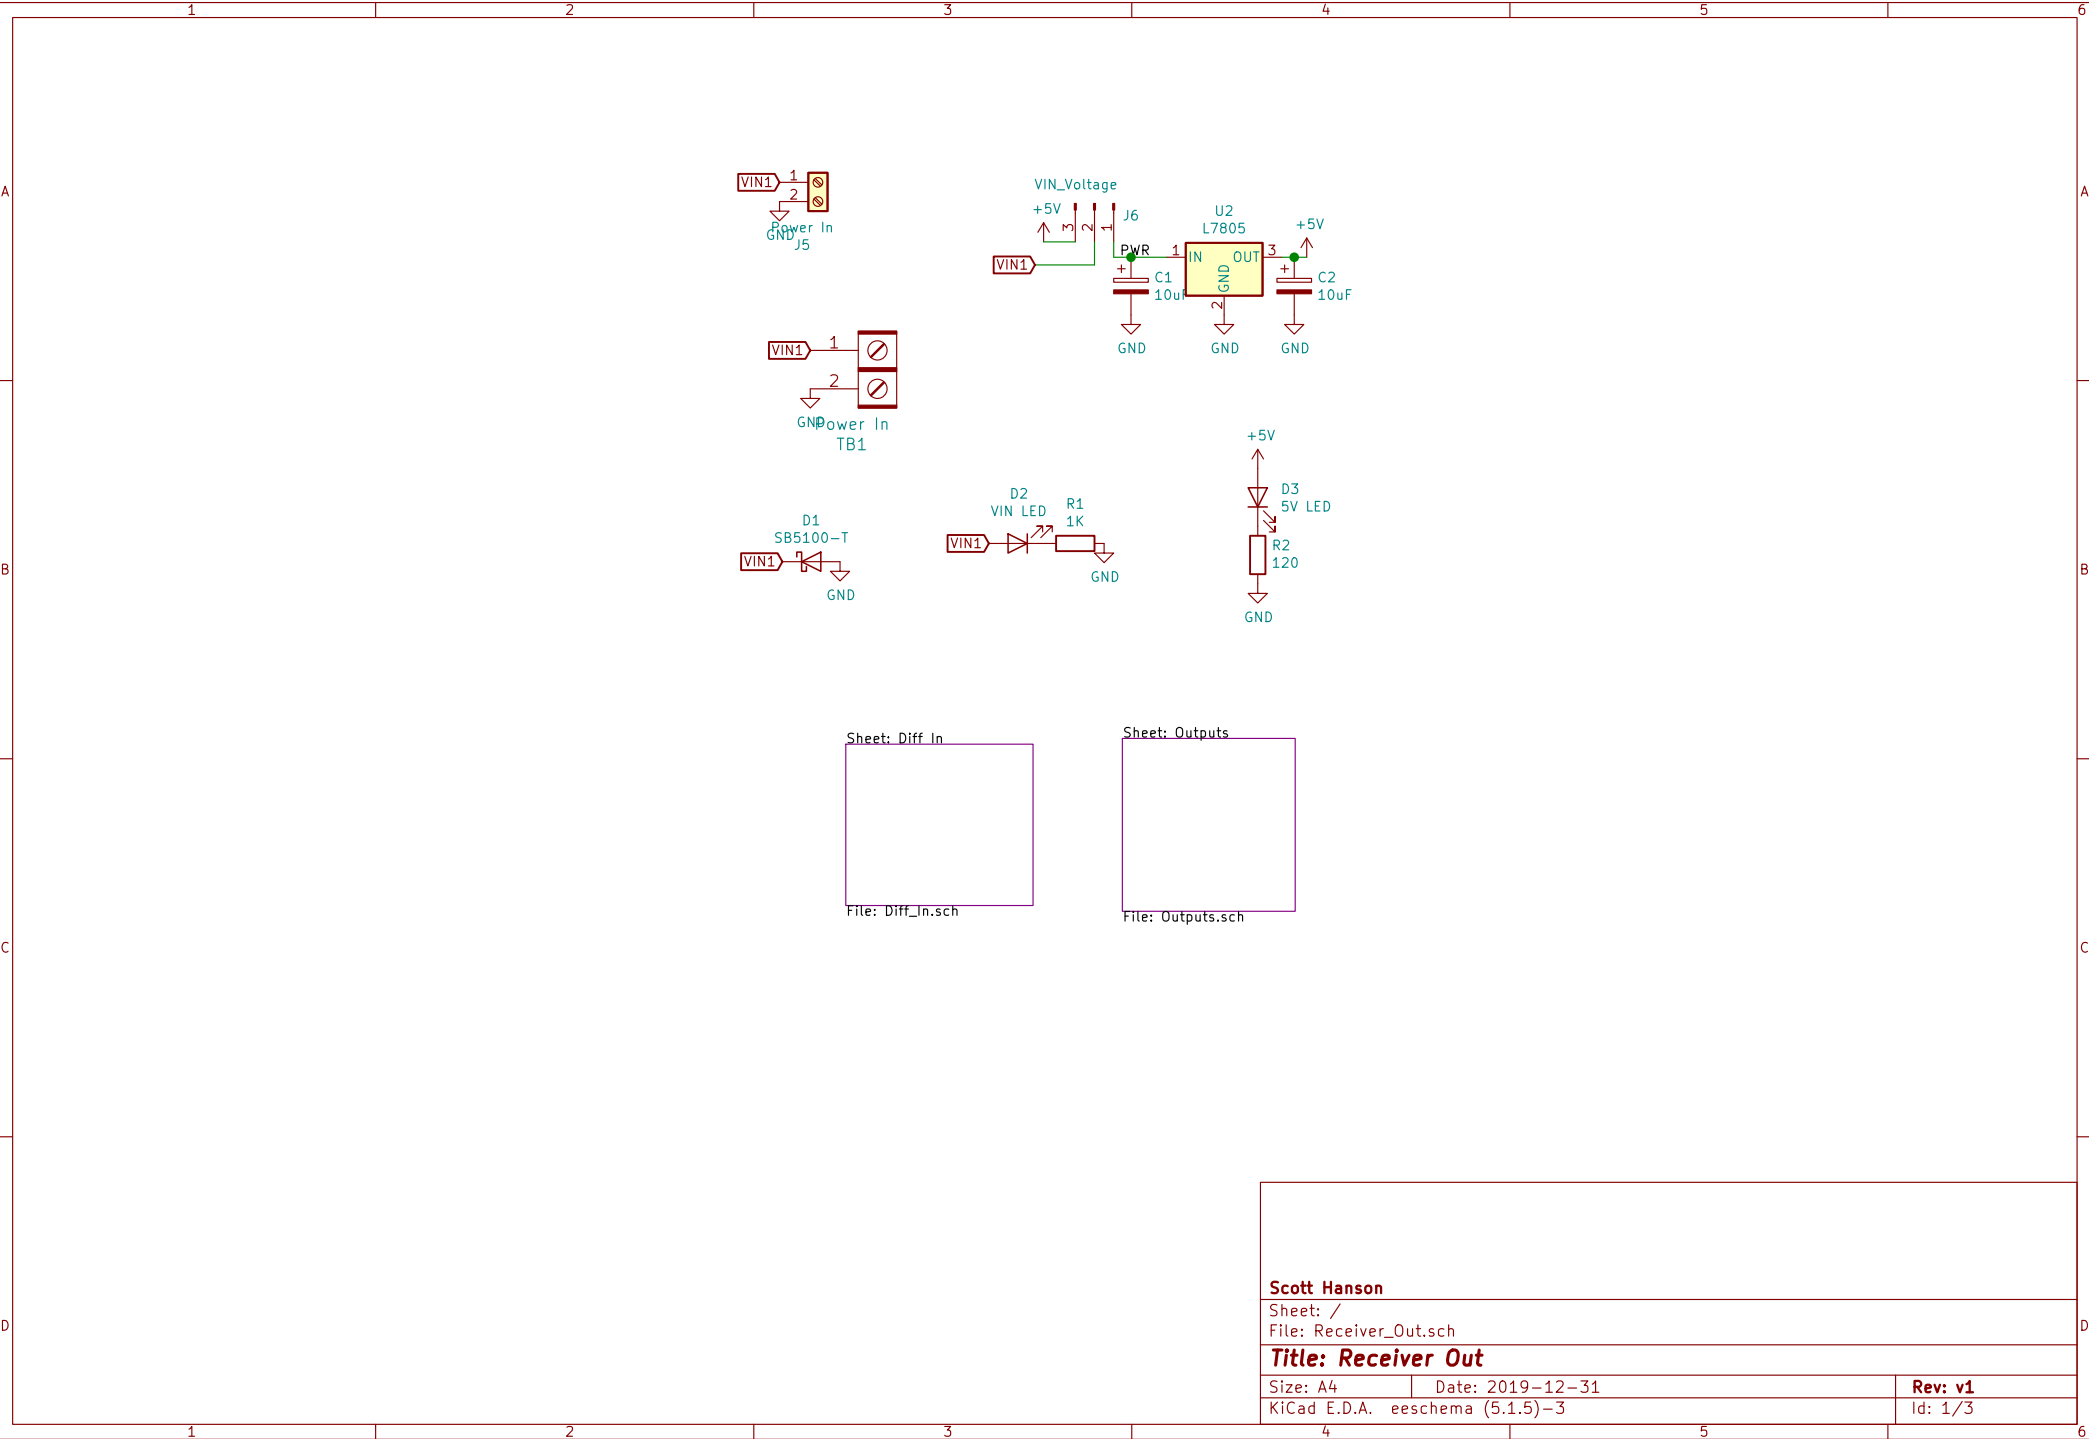 1 2 3 4 5 6
A A
VIN1 1
2
GND
Power In
J5
VIN_Voltage
+5V
J6
3 2 1
VIN1
PWR
C1
10uF
GND
U2
L7805
1 IN OUT 3
GND
2
GND
+5V
C2
10uF
GND
VIN1 1
2
GND
Power In
TB1
+5V
D3
5V LED
R2
120
GND
D2
VIN LED
R1
1K
VIN1
GND
D1
SB5100-T
VIN1
GND
B B
Sheet: Diff In
File: Diff_In.sch
Sheet: Outputs
File: Outputs.sch
C C
Scott Hanson
Sheet: /
File: Receiver_Out.sch
D D
Title: Receiver Out
Size: A4 Date: 2019-12-31 Rev: v1
KiCad E.D.A. eeschema (5.1.5)-3 Id: 1/3
1 2 3 4 5 6